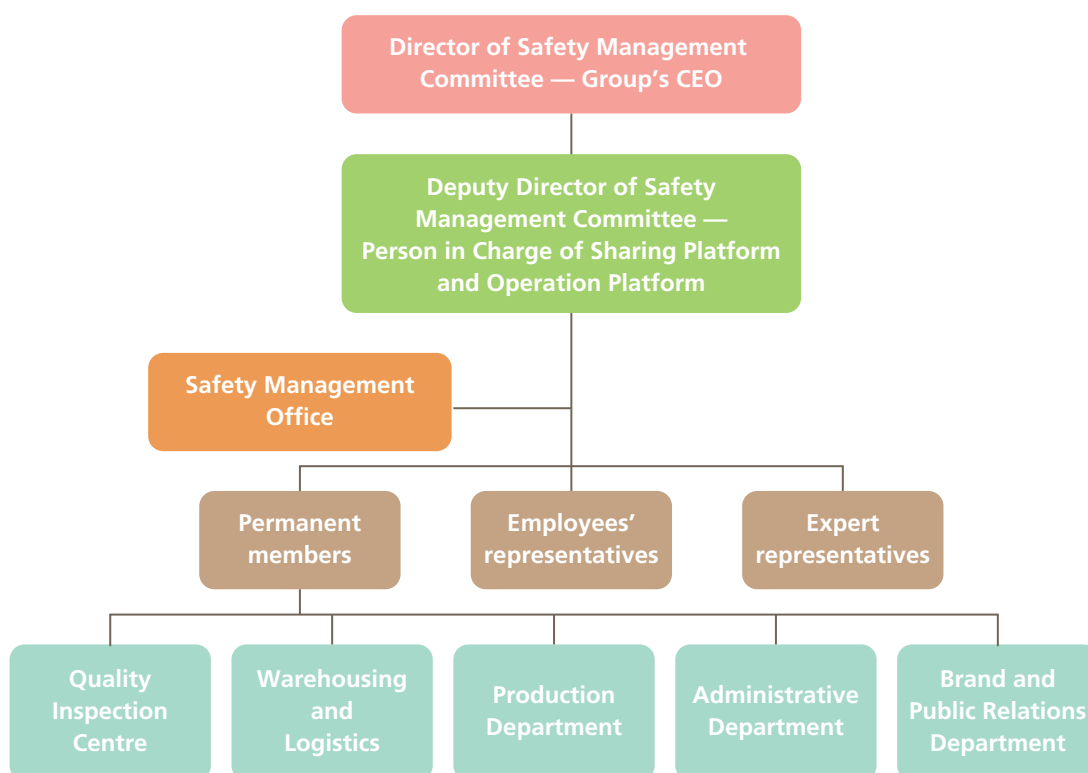 Director of Safety Management
Committee — Group’s CEO
Deputy Director of Safety
Management Committee —
Person in Charge of Sharing Platform
and Operation Platform
Safety Management
Office
Permanent
members
Employees’
representatives
Expert
representatives
Quality
Inspection
Centre
Warehousing
and
Logistics
Production
Department
Administrative
Department
Brand and
Public Relations
Department